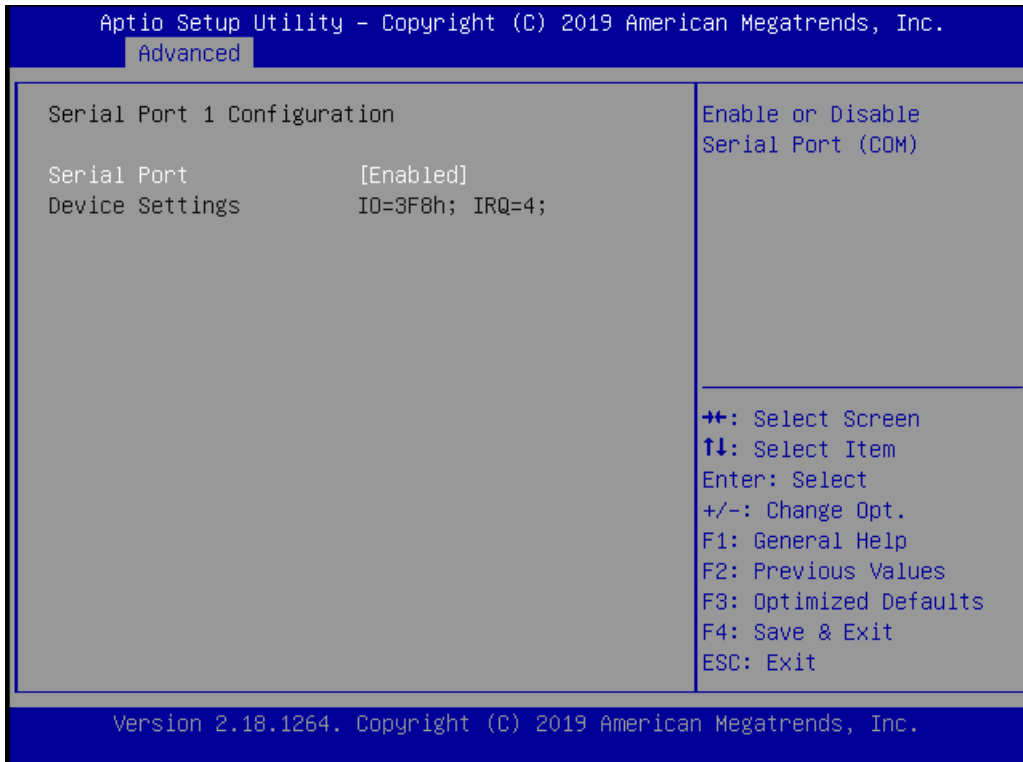 Aptio Setup Utility – Copyright (C) 2019 American Megatrends, Inc.
Advanced
Serial Port 1 Configuration
Serial Port [Enabled]
Device Settings IO=3F8h; IRQ=4;
Enable or Disable
Serial Port (COM)
→←: Select Screen
↑↓: Select Item
Enter: Select
+/-: Change Opt.
F1: General Help
F2: Previous Values
F3: Optimized Defaults
F4: Save & Exit
ESC: Exit
Version 2.18.1264. Copyright (C) 2019 American Megatrends, Inc.